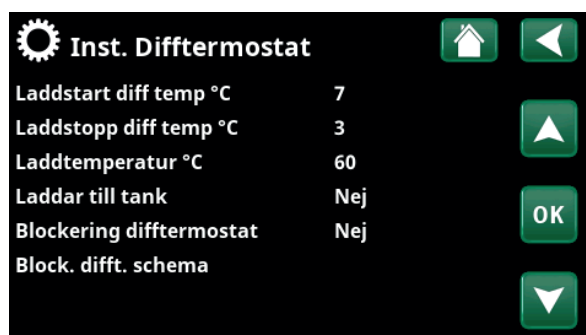 Inst. Difftermostat
Laddstart diff temp °C 7
Laddstopp diff temp °C 3
Laddtemperatur °C 60
Laddar till tank Nej
Blockering difftermostat Nej
Block. difft. schema
OK